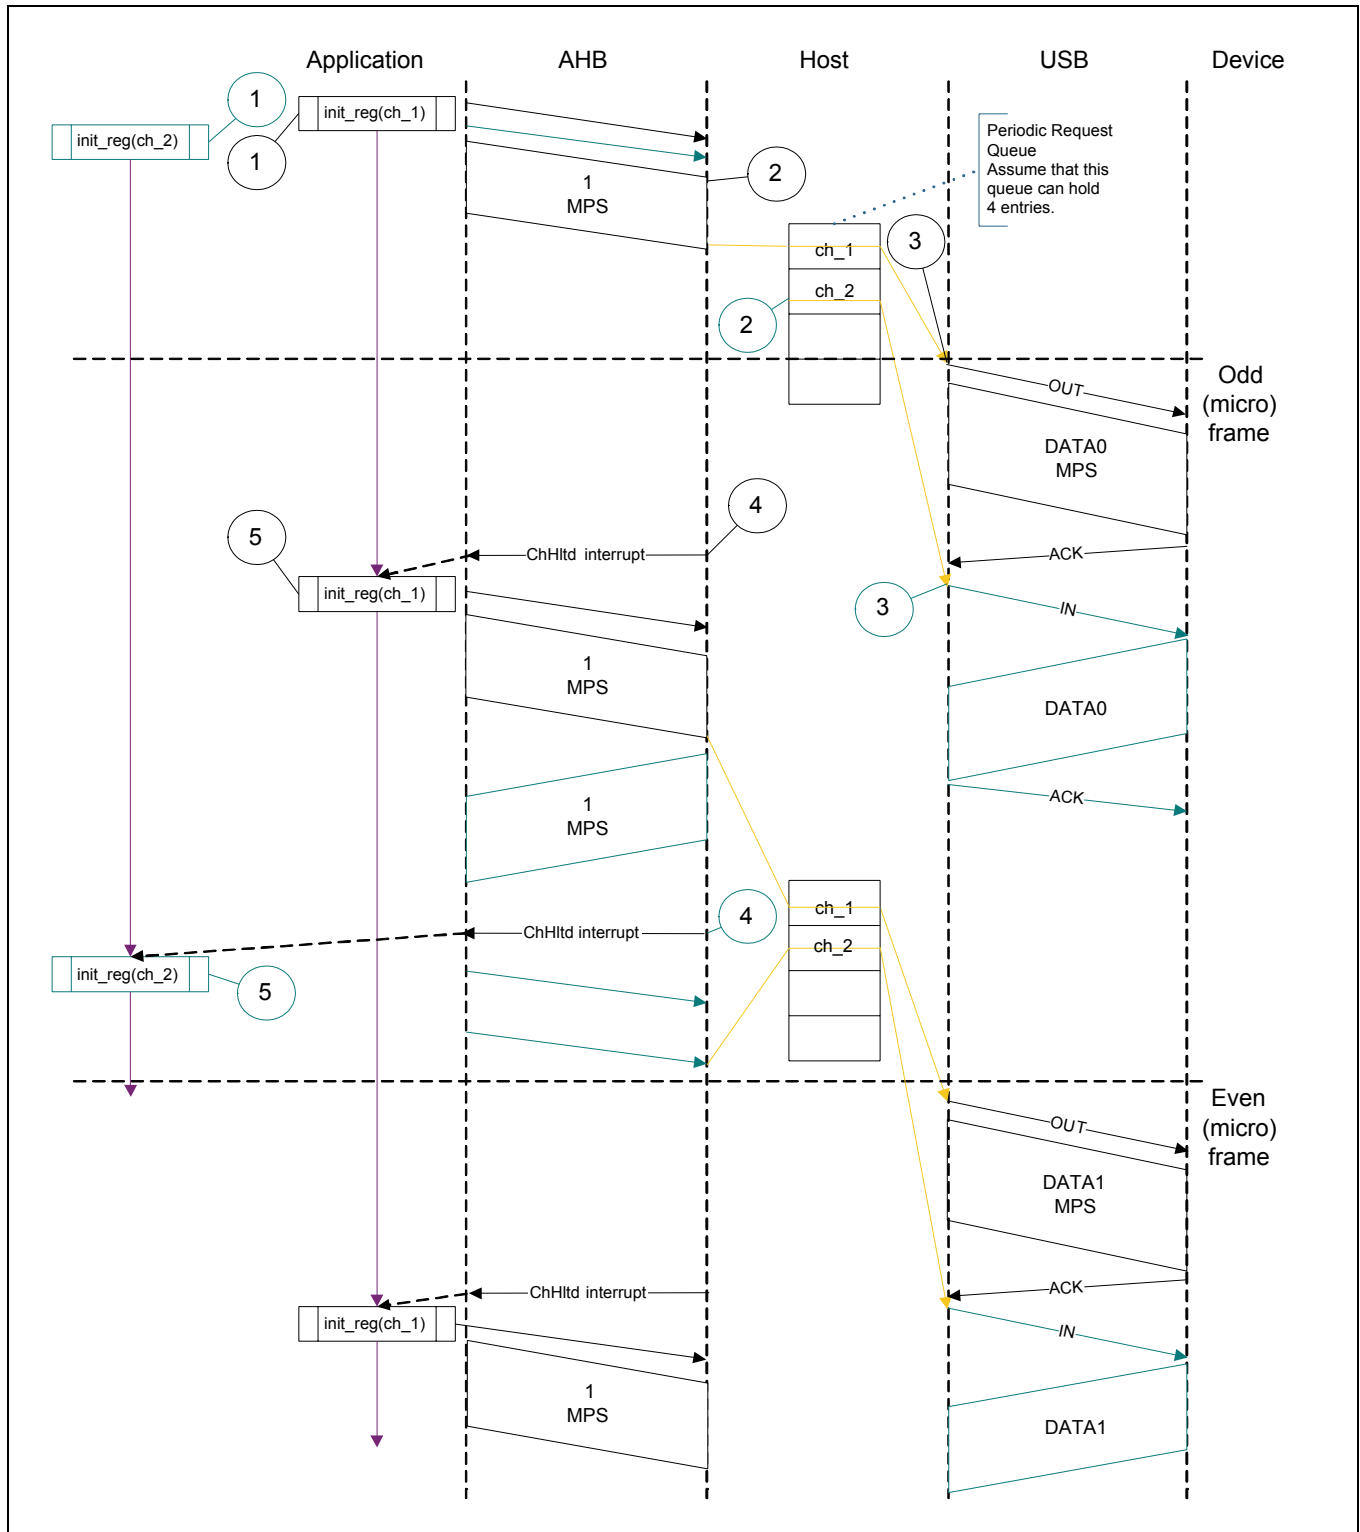 Application
AHB
Host
USB
Device
1
init_reg(ch_1)
init_reg(ch_2)
1
Periodic Request
Queue
Assume that this
queue can hold
4 entries.
2
1
MPS
3
ch_1
ch_2
2
Odd
(micro)
frame
OUT
DATA0
MPS
4
5
ChHltd interrupt
ACK
init_reg(ch_1)
3
IN
1
MPS
DATA0
ACK
1
MPS
ch_1
4
ChHltd interrupt
ch_2
init_reg(ch_2)
5
Even
(micro)
frame
OUT
DATA1
MPS
ACK
ChHltd interrupt
init_reg(ch_1)
IN
1
MPS
DATA1